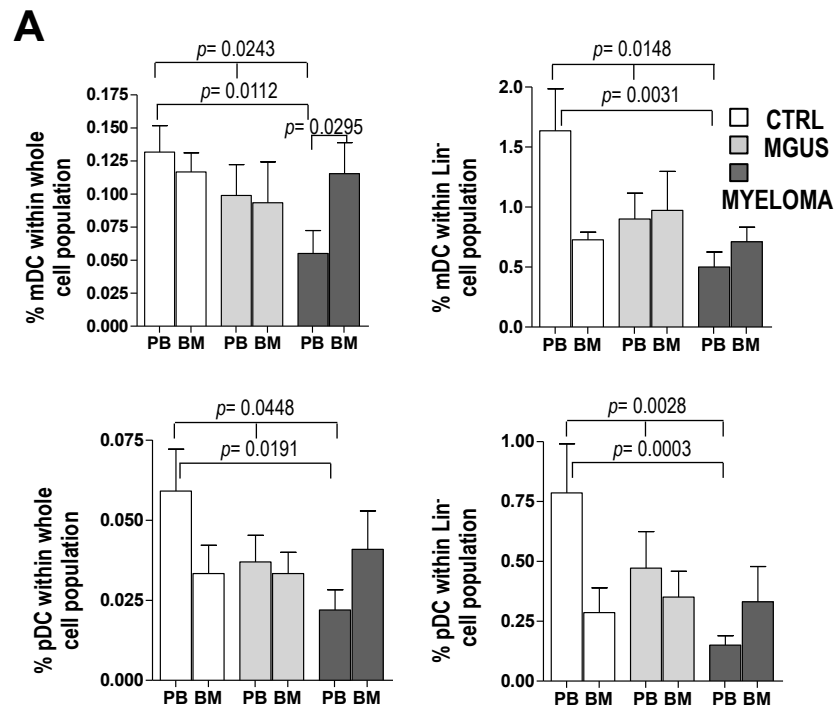 A
p= 0.0243
p= 0.0112
p= 0.0295
0.175
0.150
0.125
0.100
0.075
0.050
0.025
0.000
% mDC within whole
cell population
PB BM PB BM PB BM
p= 0.0148
p= 0.0031
2.0
1.5
1.0
0.5
0.0
% mDC within Lin-
cell population
PB BM PB BM PB BM
CTRL
MGUS
MYELOMA
p= 0.0448
p= 0.0191
0.075
0.050
0.025
0.000
% pDC within whole
cell population
PB BM PB BM PB BM
p= 0.0028
p= 0.0003
1.00
0.75
0.50
0.25
0.00
% pDC within Lin-
cell population
PB BM PB BM PB BM